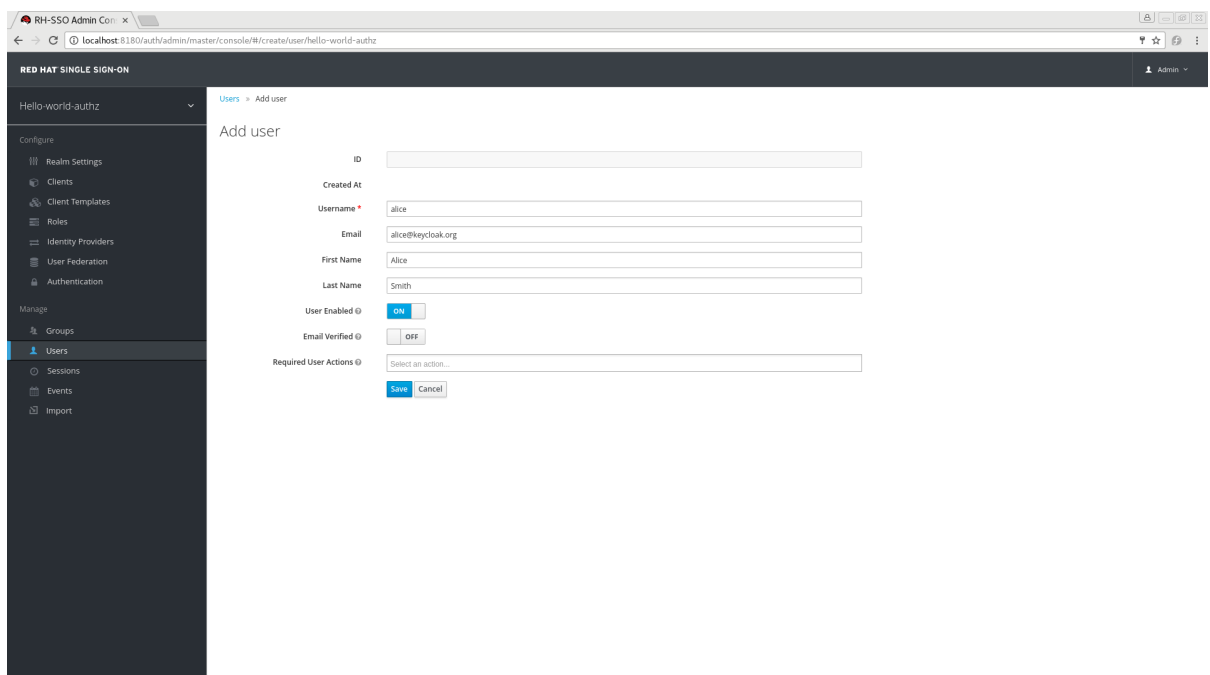 RH-SSO Admin Con
localhost:8180/auth/admin/master/console/#/create/user/hello-world-authz
RED HAT SINGLE SIGN-ON
Admin
Hello-world-authz
Users » Add user
Add user
Configure
Realm Settings
Clients
Client Templates
Roles
Identity Providers
User Federation
Authentication
Manage
Groups
Users
Sessions
Events
Import
ID
Created At
Username * alice
Email alice@keycloak.org
First Name Alice
Last Name Smith
User Enabled ON
Email Verified OFF
Required User Actions Select an action...
Save Cancel